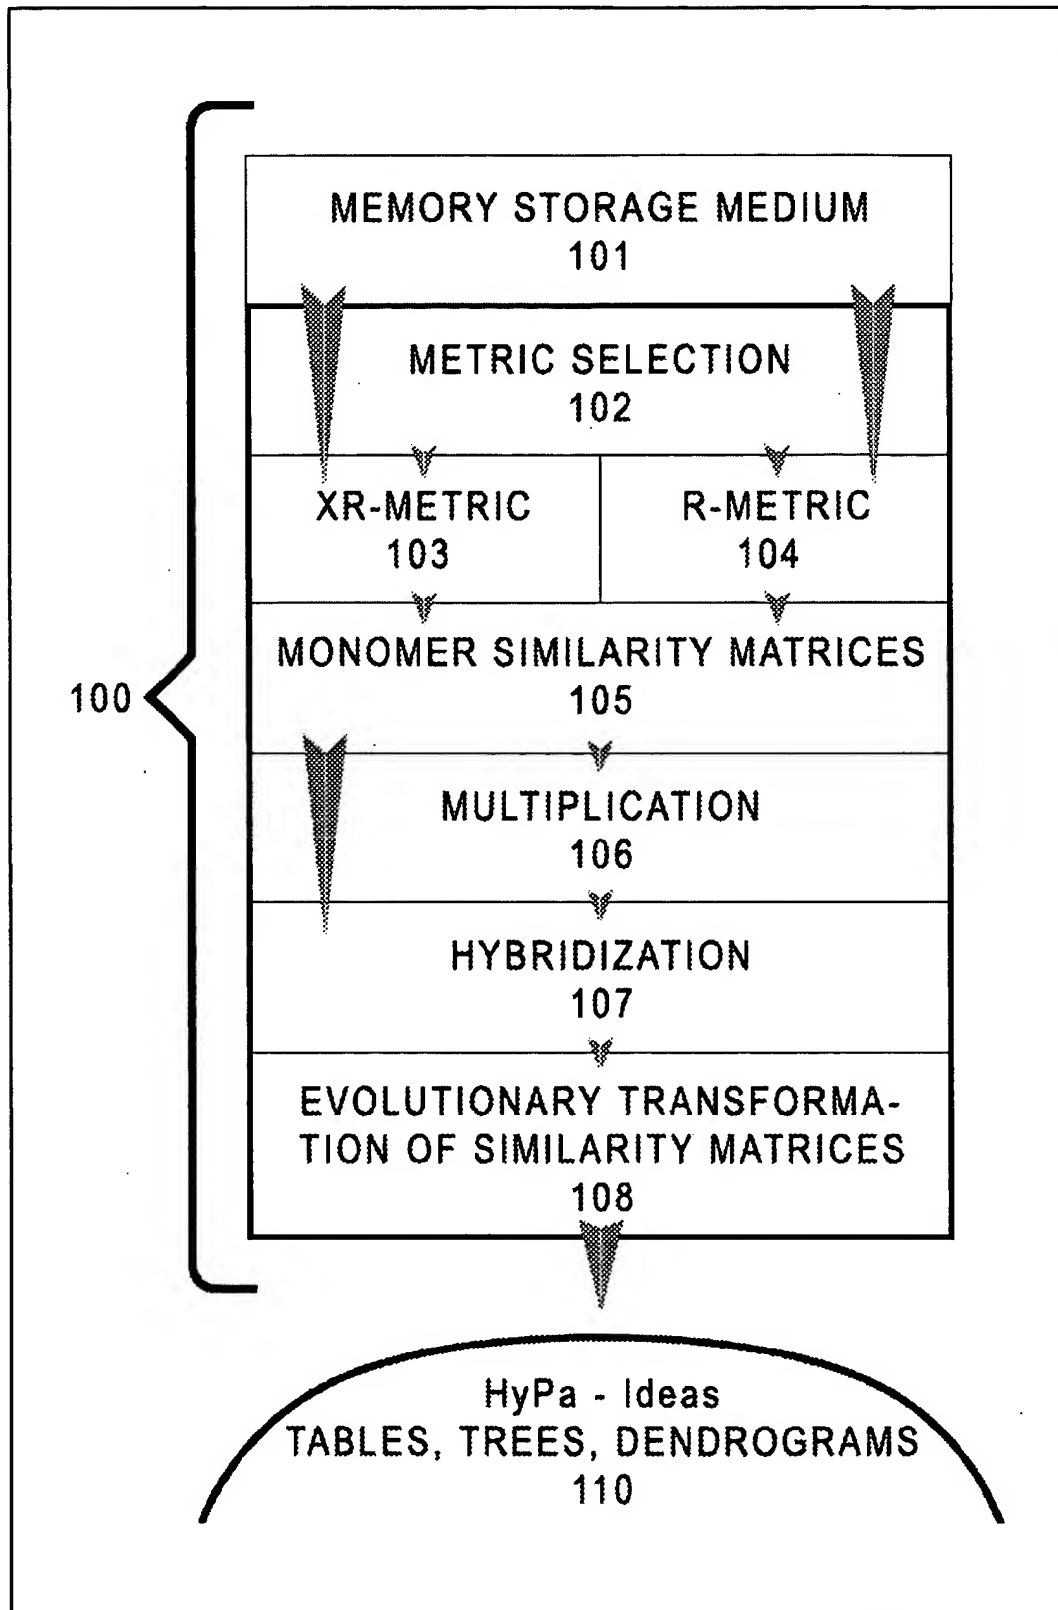 MEMORY STORAGE MEDIUM
101
METRIC SELECTION
102
XR-METRIC
103
R-METRIC
104
MONOMER SIMILARITY MATRICES
105
100
MULTIPLICATION
106
HYBRIDIZATION
107
EVOLUTIONARY TRANSFORMA-
TION OF SIMILARITY MATRICES
108
HyPa - Ideas
TABLES, TREES, DENDROGRAMS
110